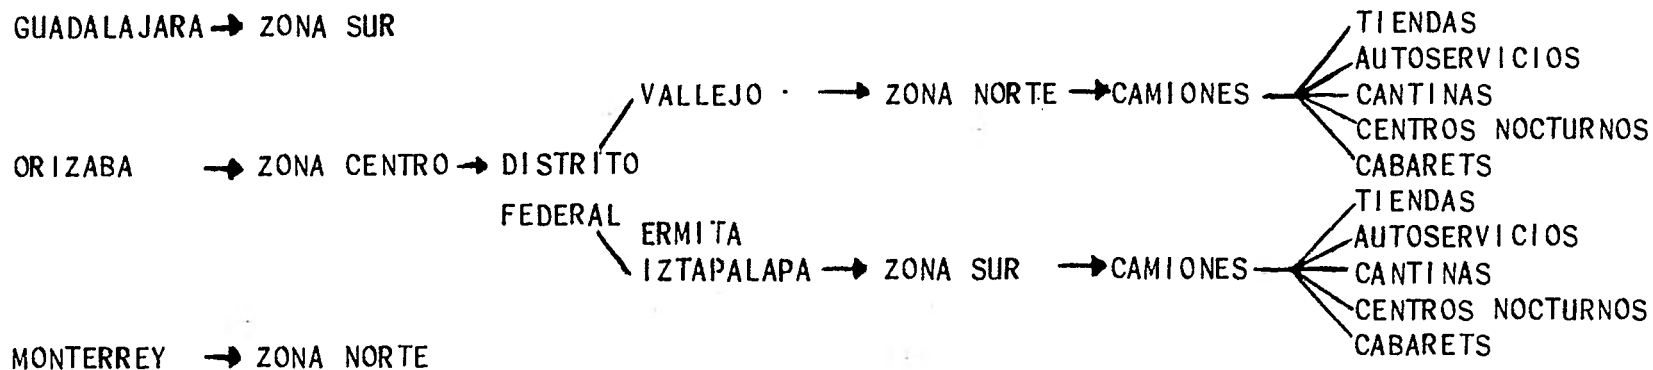 GUADALAJARA → ZONA SUR
TIENDAS
AUTOSERVICIOS
VALLEJO → ZONA NORTE → CAMIONES CANTINAS
CENTROS NOCTURNOS
ORIZABA → ZONA CENTRO → DISTRITO CABARETS
TIENDAS
FEDERAL
ERMITA AUTOSERVICIOS
IZTAPALAPA → ZONA SUR → CAMIONES CANTINAS
CENTROS NOCTURNOS
CABARETS
MONTERREY → ZONA NORTE